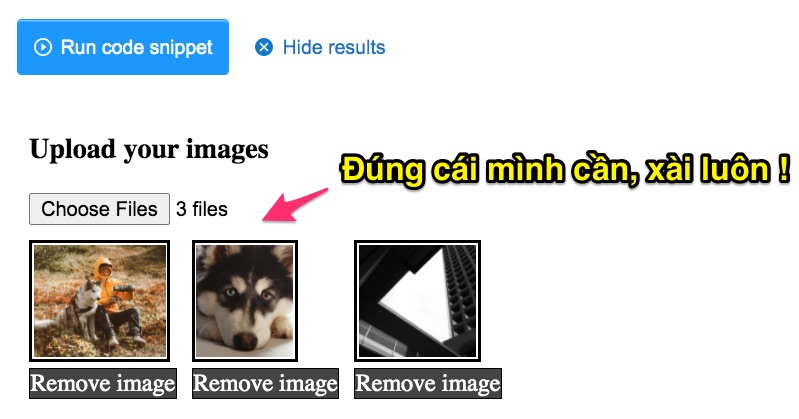 Run code snippet Hide results
Upload your images
Đúng cái mình cần, xài luôn !
Choose Files 3 files
Remove image Remove image Remove image